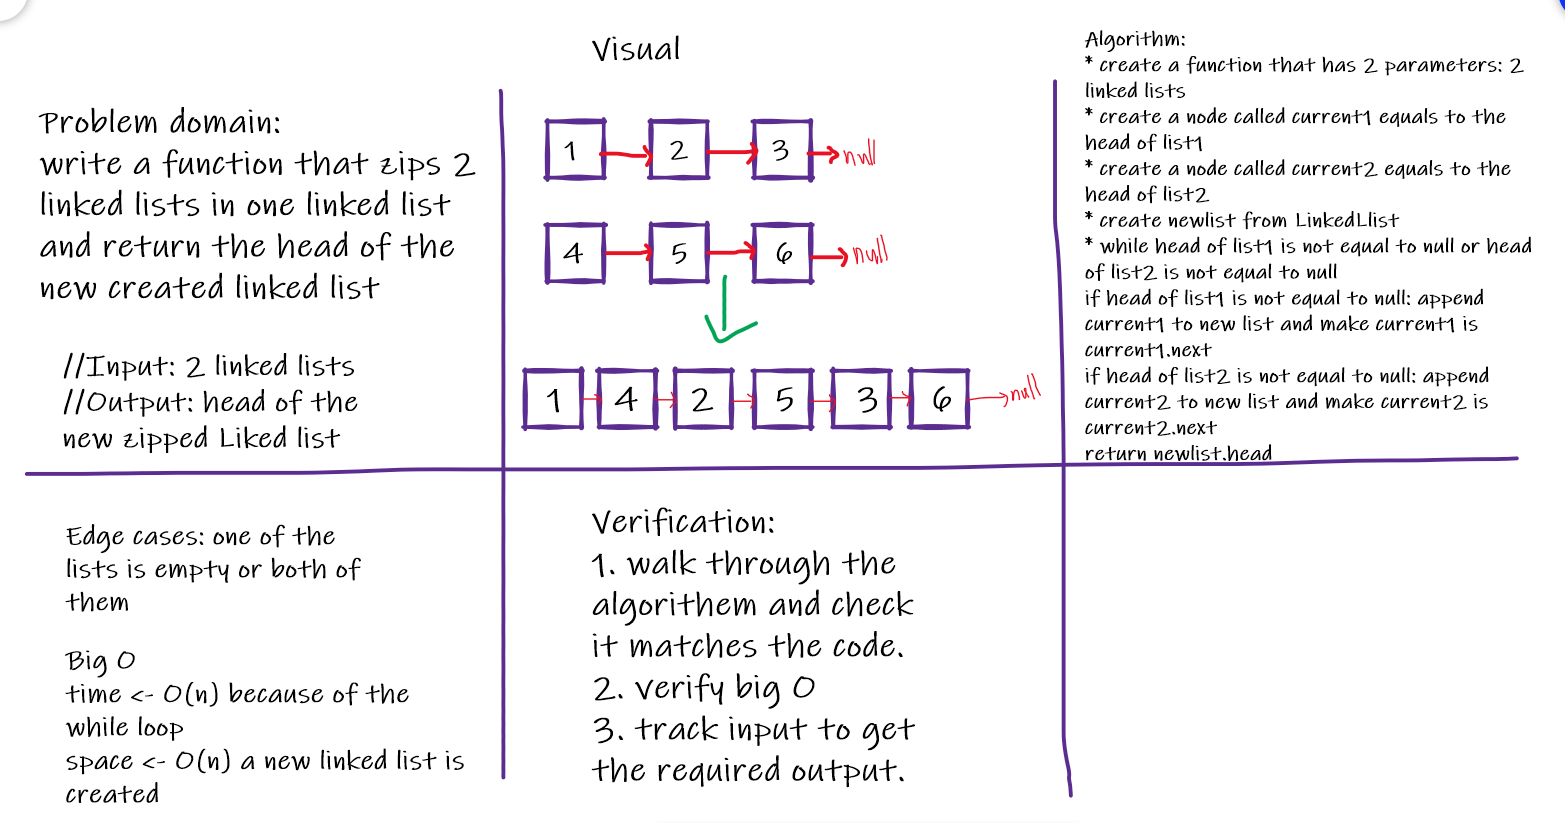 Problem domain:
write a function that zips 2
linked lists in one linked list
and return the head of the
new created linked list
//Input: 2 linked lists
//Output: head of the
new zipped Liked list
Visual
1 2 3 null
4 5 6 null
1 4 2 5 3 6 null
Algorithm:
* create a function that has 2 parameters: 2
linked lists
* create a node called current1 equals to the
head of list1
* create a node called current2 equals to the
head of list2
* create newlist from LinkedLlist
* while head of list1 is not equal to null or head
of list2 is not equal to null
if head of list1 is not equal to null: append
current1 to new list and make current1 is
current1.next
if head of list2 is not equal to null: append
current2 to new list and make current2 is
current2.next
return newlist.head
Edge cases: one of the
lists is empty or both of
them
Big O
time <- O(n) because of the
while loop
space <- O(n) a new linked list is
created
Verification:
1. walk through the
algorithem and check
it matches the code.
2. verify big O
3. track input to get
the required output.